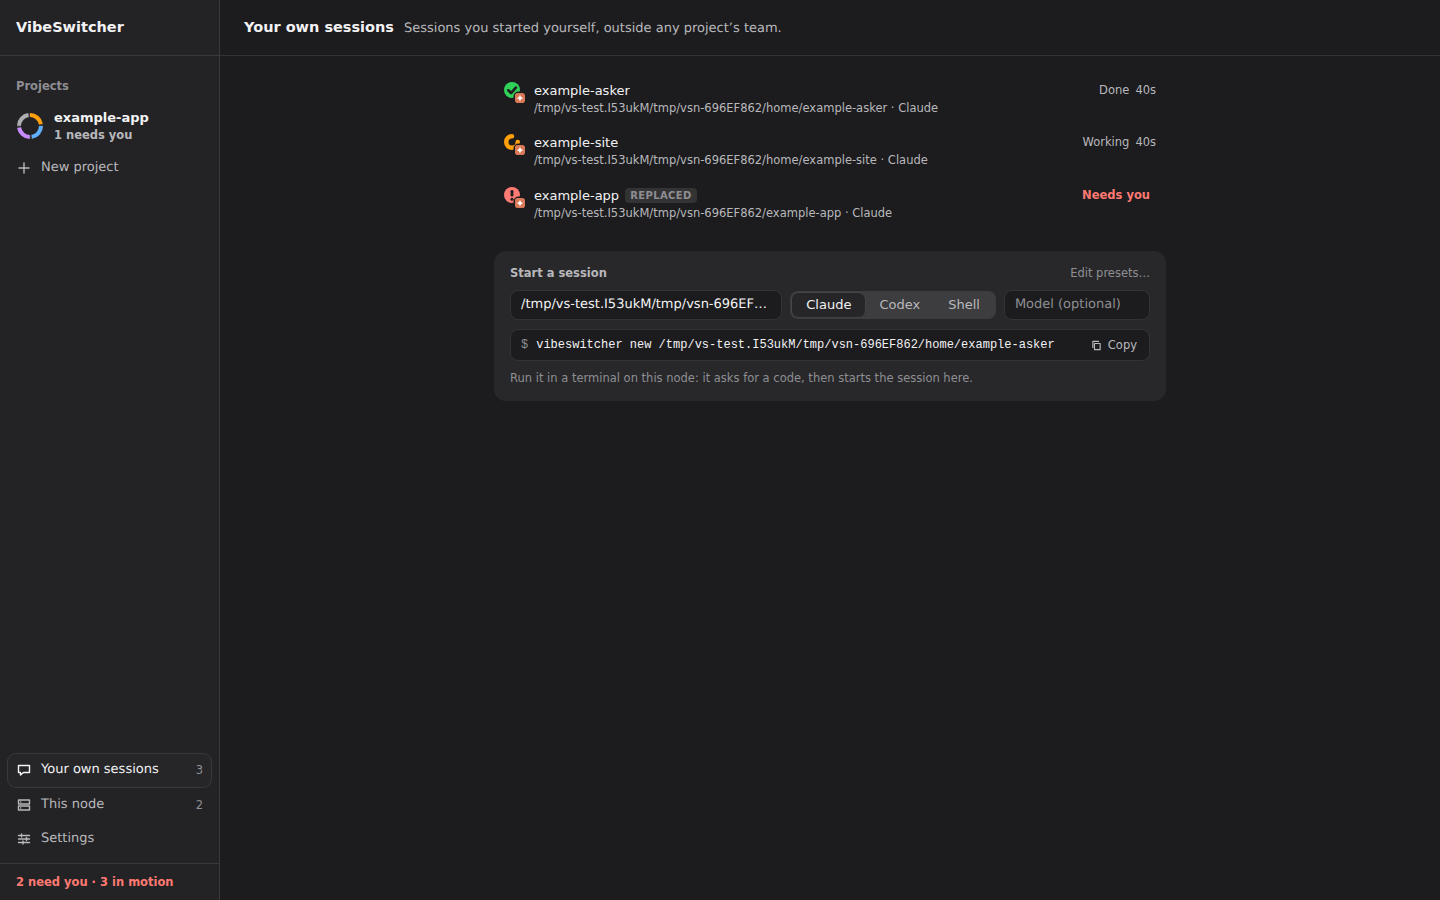 VibeSwitcher
Your own sessions Sessions you started yourself, outside any project’s team.
Projects
example-app
1 needs you
New project
example-asker Done 40s
/tmp/vs-test.I53ukM/tmp/vsn-696EF862/home/example-asker · Claude
example-site Working 40s
/tmp/vs-test.I53ukM/tmp/vsn-696EF862/home/example-site · Claude
example-app REPLACED Needs you
/tmp/vs-test.I53ukM/tmp/vsn-696EF862/example-app · Claude
Start a session Edit presets…
/tmp/vs-test.I53ukM/tmp/vsn-696EF… Claude Codex Shell Model (optional)
$ vibeswitcher new /tmp/vs-test.I53ukM/tmp/vsn-696EF862/home/example-asker Copy
Run it in a terminal on this node: it asks for a code, then starts the session here.
Your own sessions 3
This node 2
Settings
2 need you · 3 in motion